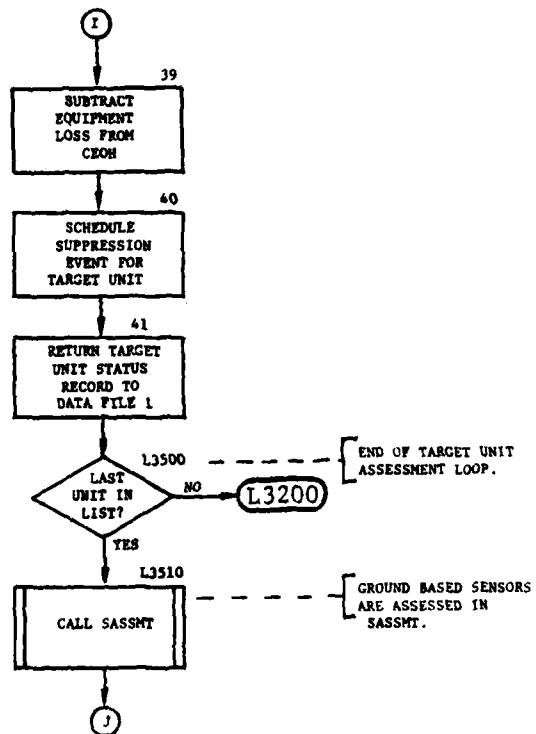 I
39
SUBTRACT
EQUIPMENT
LOSS FROM
CEOH
40
SCHEDULE
SUPPRESSION
EVENT FOR
TARGET UNIT
41
RETURN TARGET
UNIT STATUS
RECORD TO
DATA FILE 1
L3500
END OF TARGET UNIT
ASSESSMENT LOOP.
LAST
UNIT IN
LIST?
NO
L3200
YES
L3510
CALL SASSMT
GROUND BASED SENSORS
ARE ASSESSED IN
SASSMT.
J